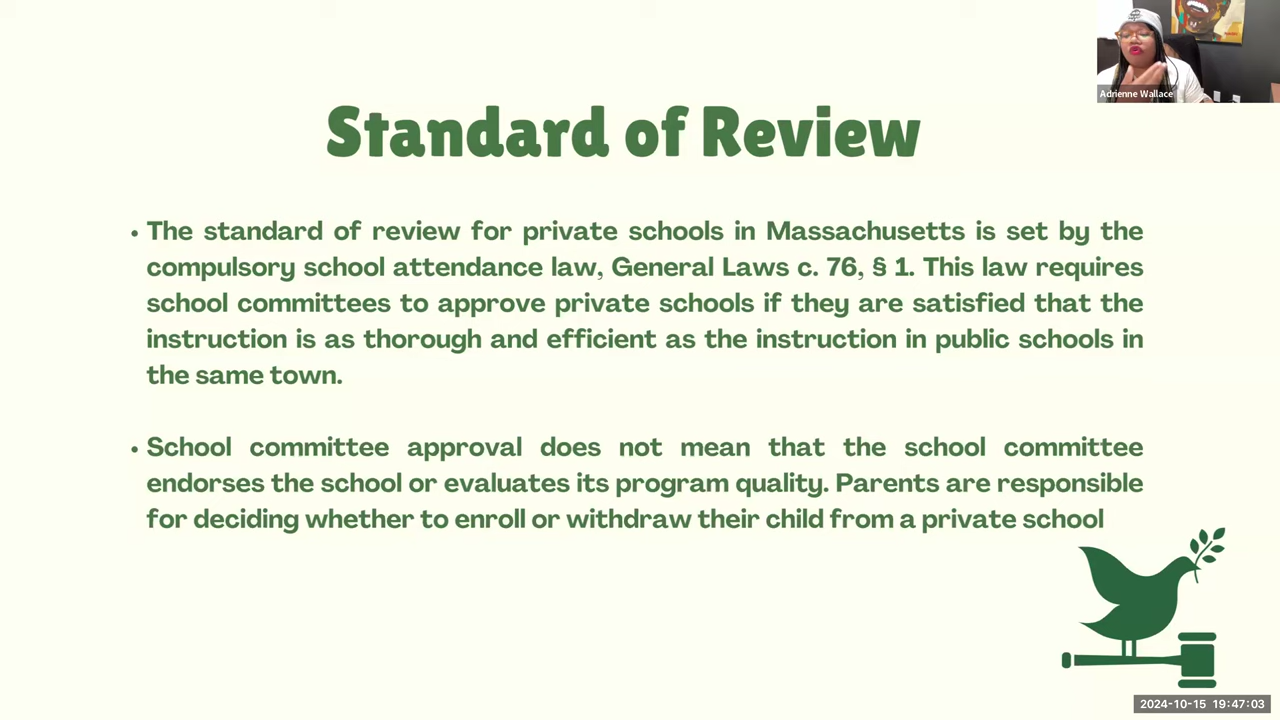 Adrienne Wallace
Standard of Review
• The standard of review for private schools in Massachusetts is set by the
compulsory school attendance law, General Laws c. 76, § 1. This law requires
school committees to approve private schools if they are satisfied that the
instruction is as thorough and efficient as the instruction in public schools in
the same town.
• School committee approval does not mean that the school committee
endorses the school or evaluates its program quality. Parents are responsible
for deciding whether to enroll or withdraw their child from a private school
2024-10-15 19:47:03